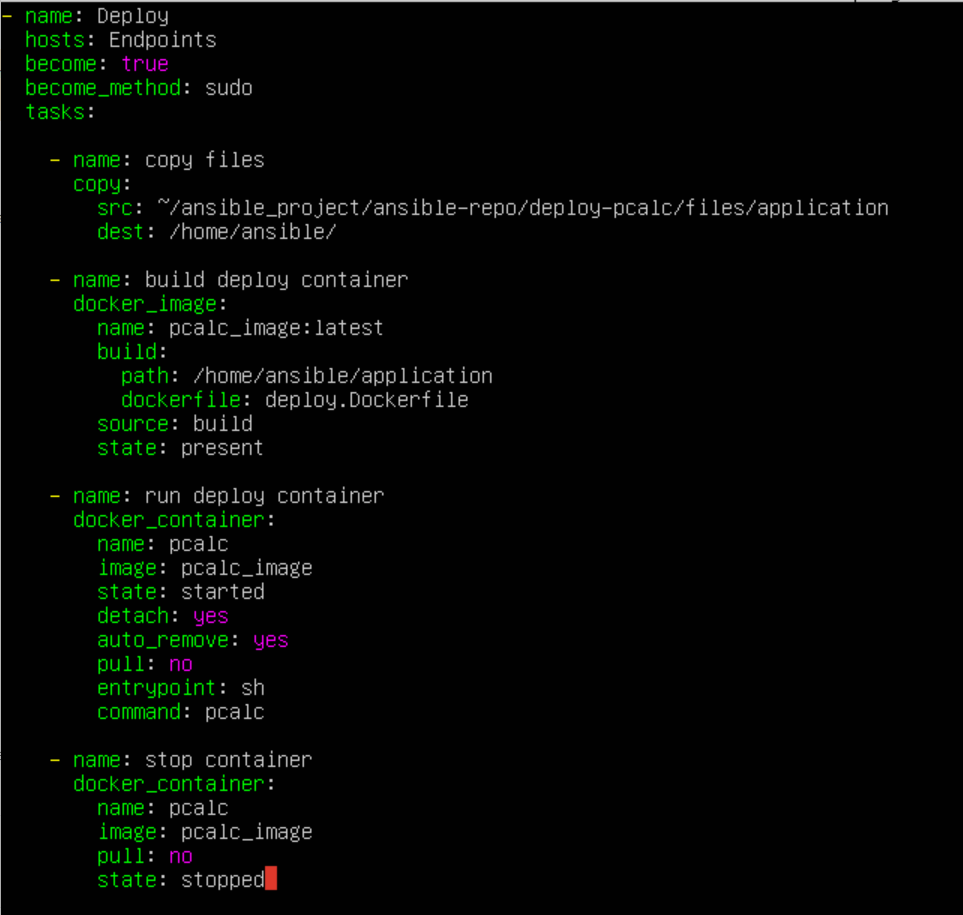 - name: Deploy
  hosts: Endpoints
  become: true
  become_method: sudo
  tasks:

    - name: copy files
      copy:
        src: ~/ansible_project/ansible-repo/deploy-pcalc/files/application
        dest: /home/ansible/

    - name: build deploy container
      docker_image:
        name: pcalc_image:latest
        build:
          path: /home/ansible/application
          dockerfile: deploy.Dockerfile
        source: build
        state: present

    - name: run deploy container
      docker_container:
        name: pcalc
        image: pcalc_image
        state: started
        detach: yes
        auto_remove: yes
        pull: no
        entrypoint: sh
        command: pcalc

    - name: stop container
      docker_container:
        name: pcalc
        image: pcalc_image
        pull: no
        state: stopped